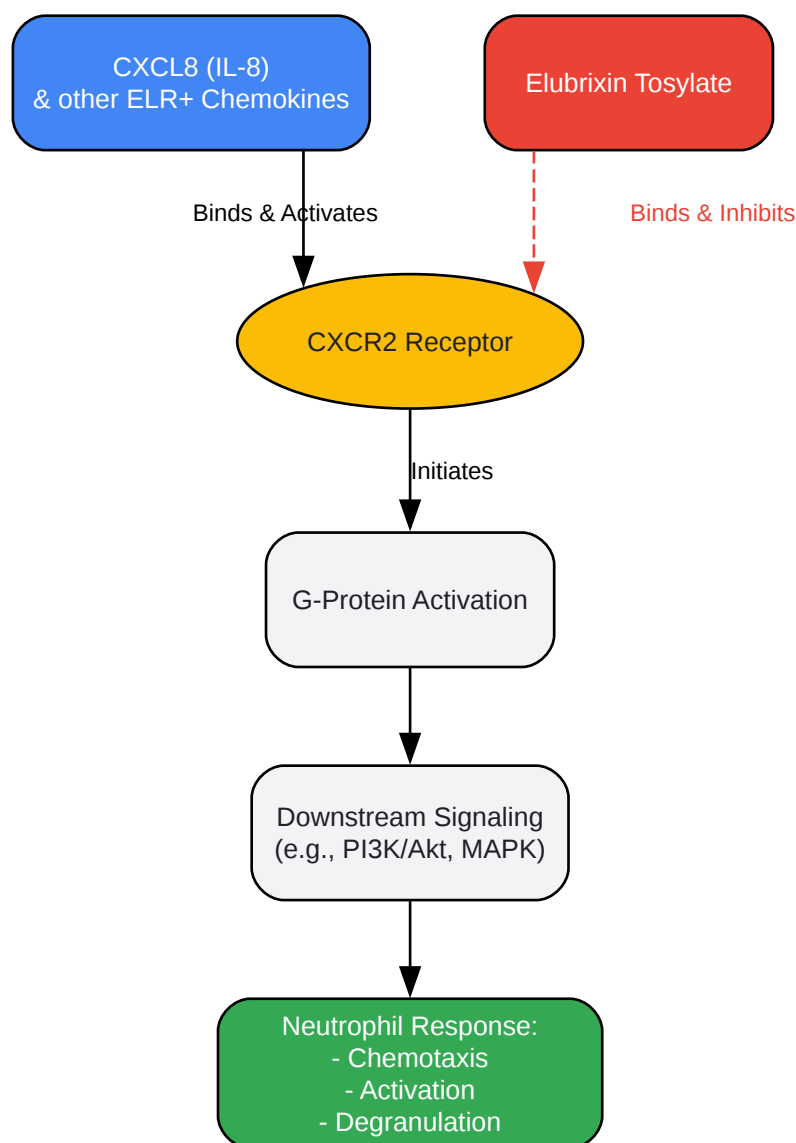 CXCL8 (IL-8)
& other ELR+ Chemokines
Elubrixin Tosylate
Binds & Activates
Binds & Inhibits
CXCR2 Receptor
Initiates
G-Protein Activation
Downstream Signaling
(e.g., PI3K/Akt, MAPK)
Neutrophil Response:
- Chemotaxis
- Activation
- Degranulation